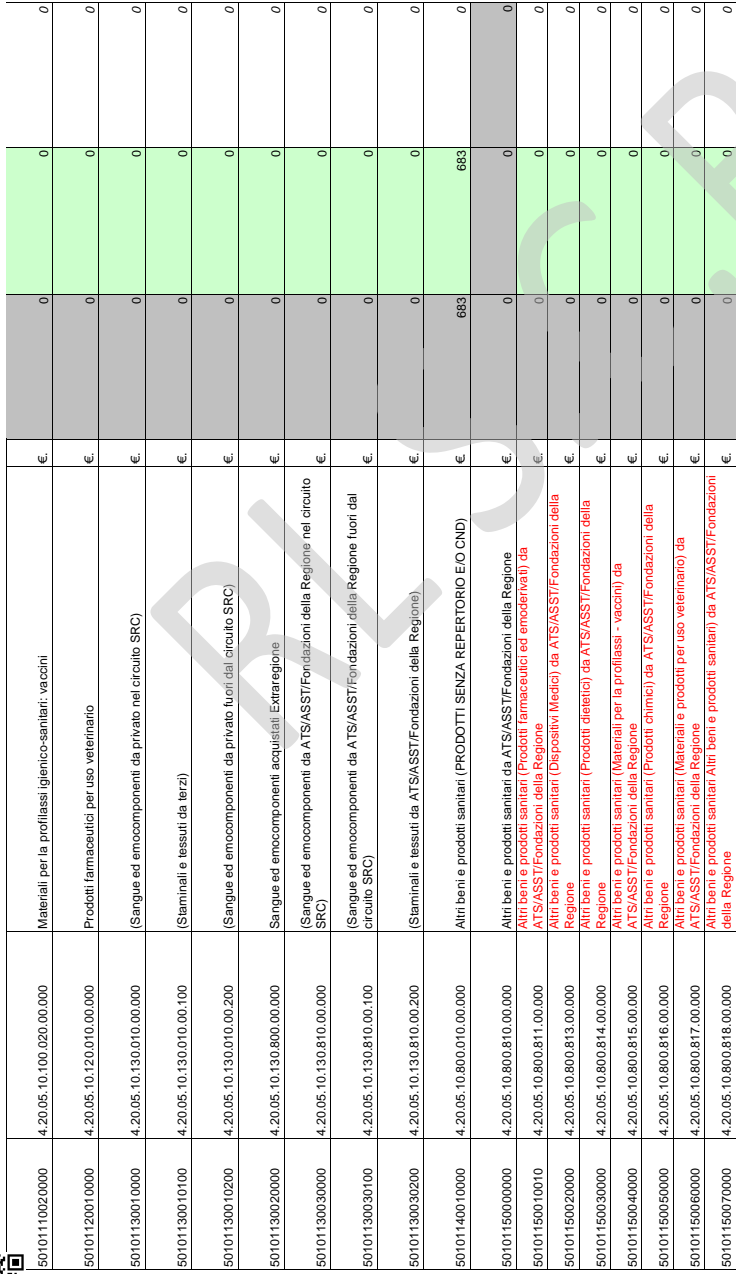 50101110020000 4.20.05.10.100.020.00.000 Materiali per la profilassi igienico-sanitari: vaccini €. 0 0 0
50101120010000 4.20.05.10.120.010.00.000 Prodotti farmaceutici per uso veterinario €. 0 0 0
50101130010000 4.20.05.10.130.010.00.000 (Sangue ed emocomponenti da privato nel circuito SRC) €. 0 0 0
50101130010100 4.20.05.10.130.010.00.100 (Staminali e tessuti da terzi) €. 0 0 0
50101130010200 4.20.05.10.130.010.00.200 (Sangue ed emocomponenti da privato fuori dal circuito SRC) €. 0 0 0
50101130020000 4.20.05.10.130.800.00.000 Sangue ed emocomponenti acquistati Extraregione €. 0 0 0
50101130030000 4.20.05.10.130.810.00.000 (Sangue ed emocomponenti da ATS/ASST/Fondazioni della Regione nel circuito
SRC) €. 0 0 0
50101130030100 4.20.05.10.130.810.00.100 (Sangue ed emocomponenti da ATS/ASST/Fondazioni della Regione fuori dal
circuito SRC) €. 0 0 0
50101130030200 4.20.05.10.130.810.00.200 (Staminali e tessuti da ATS/ASST/Fondazioni della Regione) €. 0 0 0
50101140010000 4.20.05.10.800.010.00.000 Altri beni e prodotti sanitari (PRODOTTI SENZA REPERTORIO E/O CND) €. 683 683 0
50101150000000 4.20.05.10.800.810.00.000 Altri beni e prodotti sanitari da ATS/ASST/Fondazioni della Regione €. 0 0 0
50101150010010 4.20.05.10.800.811.00.000 Altri beni e prodotti sanitari (Prodotti farmaceutici ed emoderivati) da
ATS/ASST/Fondazioni della Regione €. 0 0 0
50101150020000 4.20.05.10.800.813.00.000 Altri beni e prodotti sanitari (Dispositivi Medici) da ATS/ASST/Fondazioni della
Regione €. 0 0 0
50101150030000 4.20.05.10.800.814.00.000 Altri beni e prodotti sanitari (Prodotti dietetici) da ATS/ASST/Fondazioni della
Regione €. 0 0 0
50101150040000 4.20.05.10.800.815.00.000 Altri beni e prodotti sanitari (Materiali per la profilassi - vaccini) da
ATS/ASST/Fondazioni della Regione €. 0 0 0
50101150050000 4.20.05.10.800.816.00.000 Altri beni e prodotti sanitari (Prodotti chimici) da ATS/ASST/Fondazioni della
Regione €. 0 0 0
50101150060000 4.20.05.10.800.817.00.000 Altri beni e prodotti sanitari (Materiali e prodotti per uso veterinario) da
ATS/ASST/Fondazioni della Regione €. 0 0 0
50101150070000 4.20.05.10.800.818.00.000 Altri beni e prodotti sanitari Altri beni e prodotti sanitari) da ATS/ASST/Fondazioni
della Regione €. 0 0 0